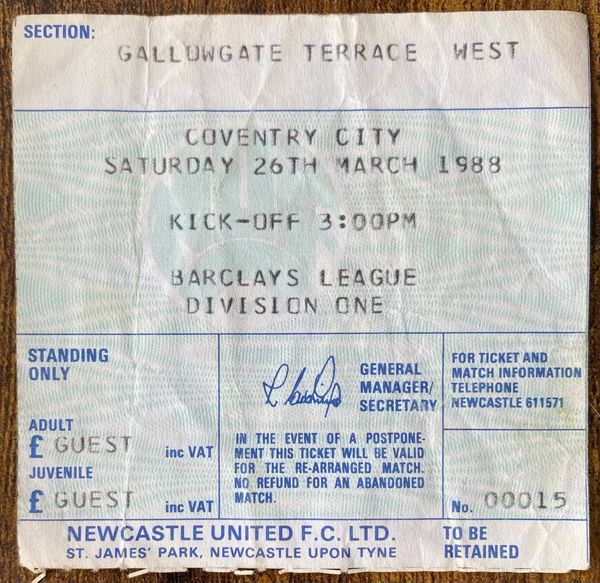 SECTION:
GALLOWGATE TERRACE WEST
COVENTRY CITY
SATURDAY 26TH MARCH 1988
KICK-OFF 3:00PM
BARCLAYS LEAGUE
DIVISION ONE
STANDING
ONLY
ADULT
£ GUEST inc VAT
JUVENILE
£ GUEST inc VAT
GENERAL
MANAGER/
SECRETARY
IN THE EVENT OF A POSTPONE-
MENT THIS TICKET WILL BE VALID
FOR THE RE-ARRANGED MATCH.
NO REFUND FOR AN ABANDONED
MATCH.
FOR TICKET AND
MATCH INFORMATION
TELEPHONE
NEWCASTLE 611571
No. 00015
NEWCASTLE UNITED F.C. LTD.
ST. JAMES' PARK, NEWCASTLE UPON TYNE
TO BE
RETAINED